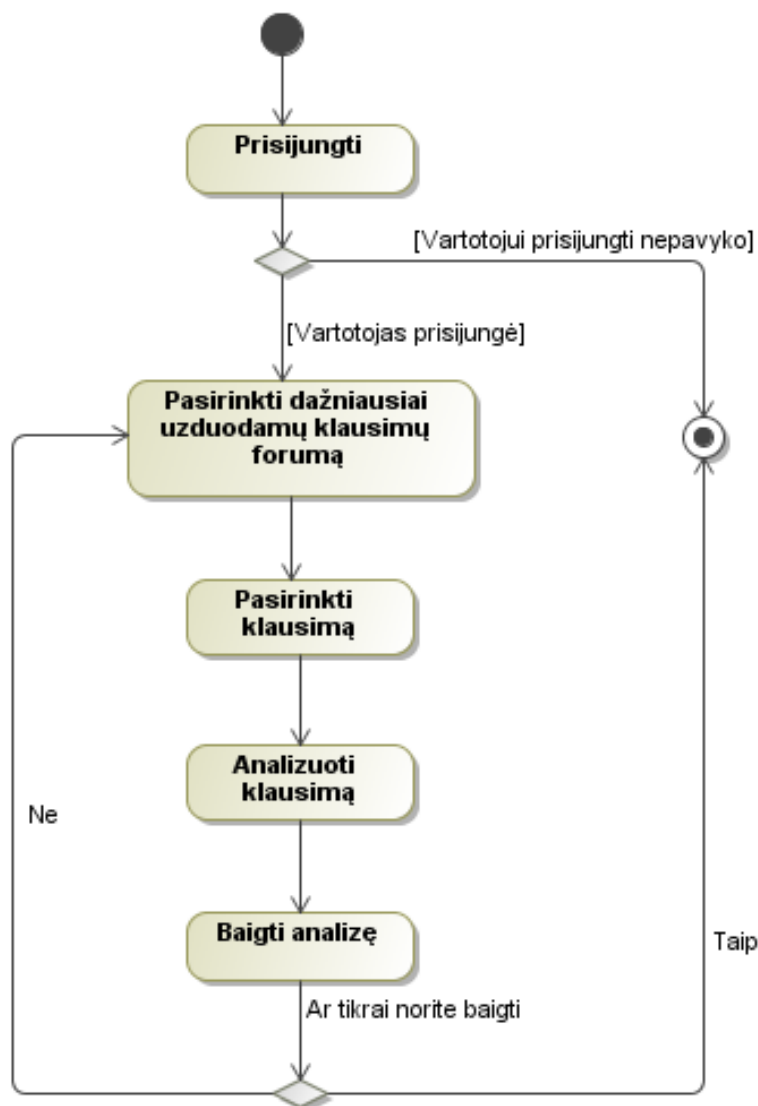 Prisijungti
[Vartotojui prisijungti nepavyko]
[Vartotojas prisijungė]
Pasirinkti dažniausiai
uzduodamų klausimų
forumą
Pasirinkti
klausimą
Analizuoti
klausimą
Ne
Baigti analizę
Taip
Ar tikrai norite baigti